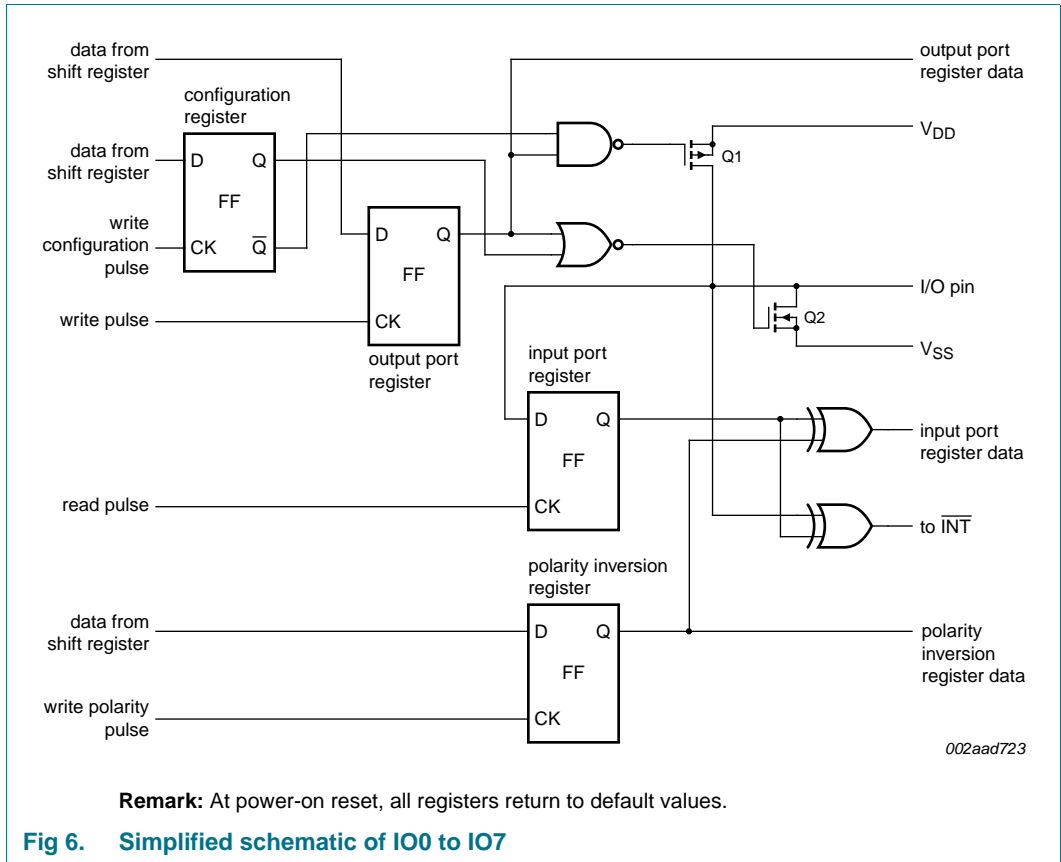 data from
shift register
output port
register data
configuration
register
V_DD
data from
shift register
D
Q
Q1
FF
write
configuration
pulse
CK
Q̅
D
Q
FF
I/O pin
Q2
write pulse
CK
V_SS
output port
register
input port
register
D
Q
input port
register data
FF
read pulse
CK
to I̅N̅T̅
polarity inversion
register
data from
shift register
D
Q
polarity
inversion
register data
FF
write polarity
pulse
CK
002aad723
Remark: At power-on reset, all registers return to default values.
Fig 6. Simplified schematic of IO0 to IO7